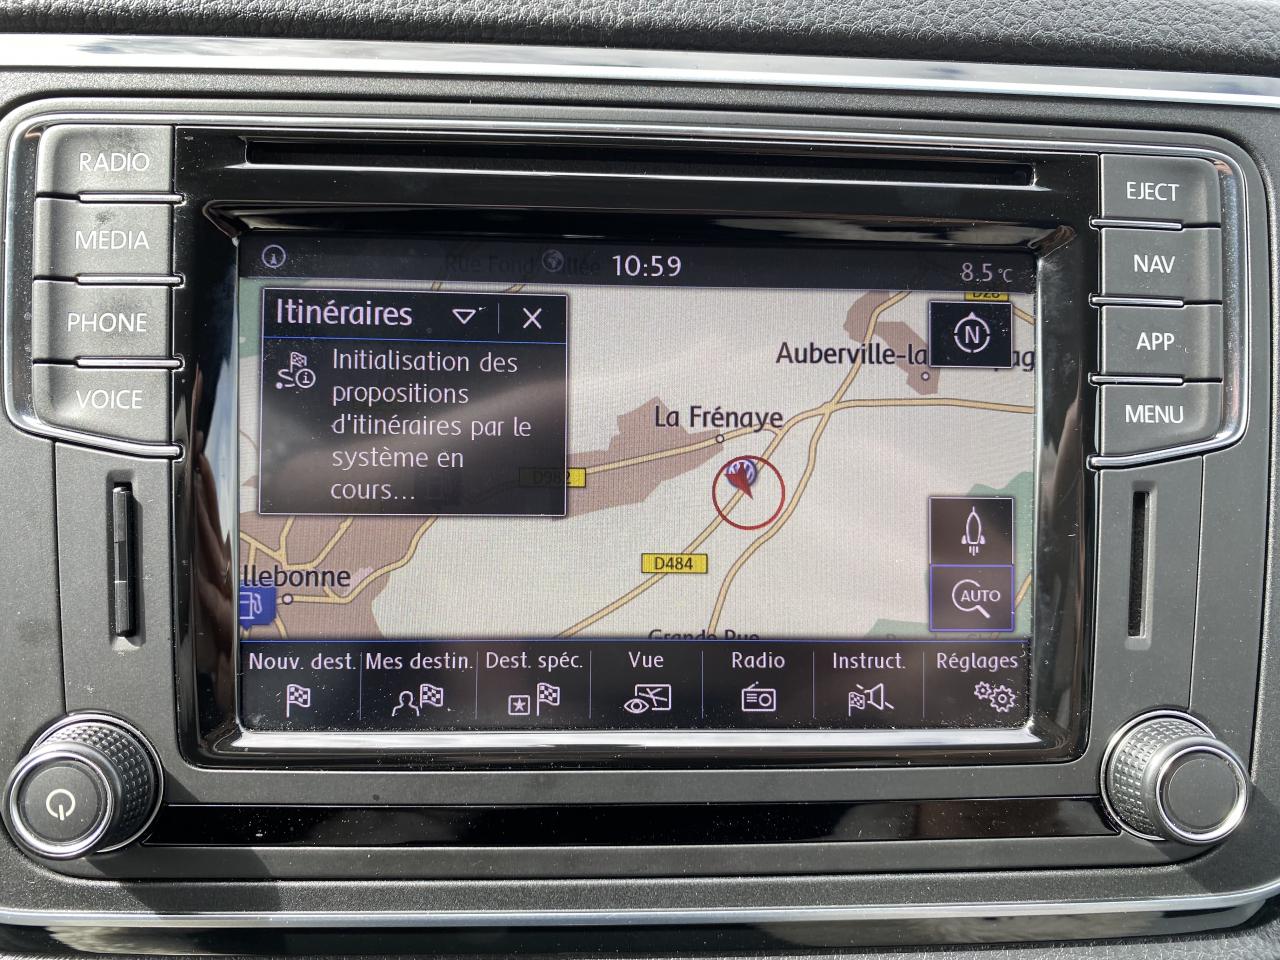 RADIO
MEDIA
PHONE
VOICE
EJECT
NAV
APP
MENU
10:59
8.5°C
Itinéraires
Initialisation des
propositions
d'itinéraires par le
système en
cours...
Auberville-la
N
La Frénaye
D982
D484
llebonne
AUTO
Grande Rue
Nouv. dest.
Mes destin.
Dest. spéc.
Vue
Radio
Instruct.
Réglages